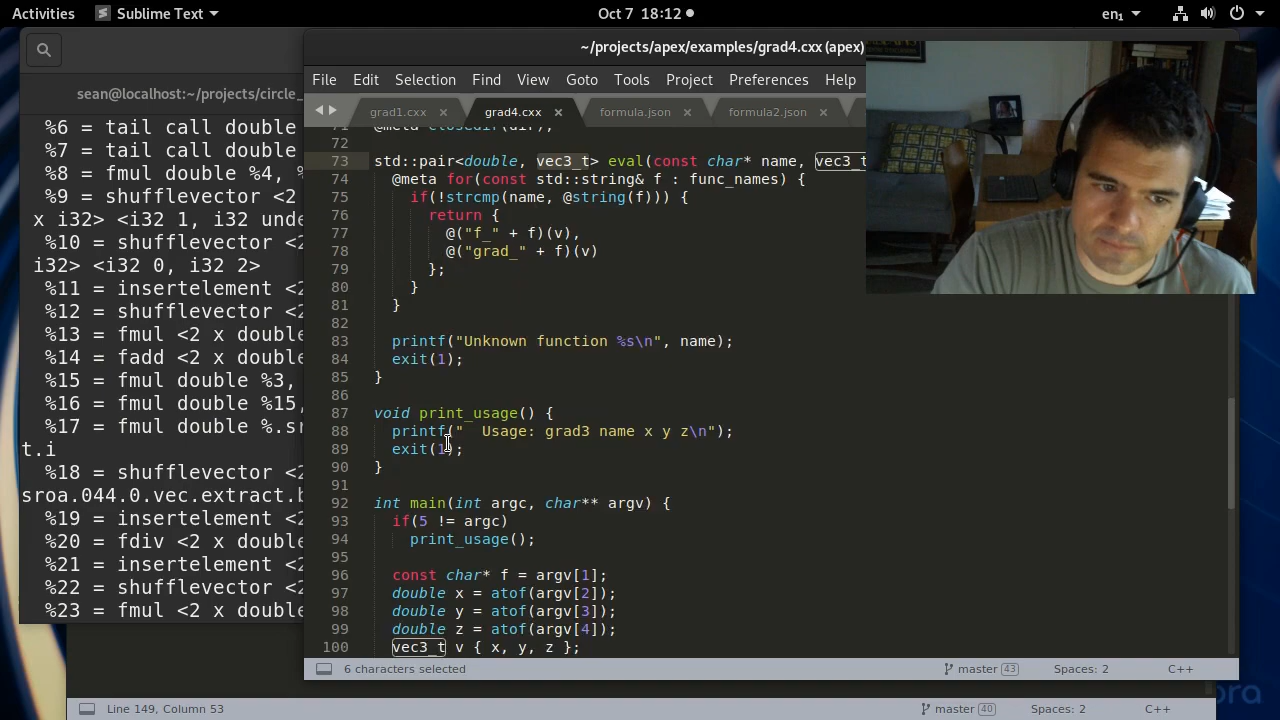 Activities Sublime Text Oct 7 18:12 en1
~/projects/apex/examples/grad4.cxx (apex)
File Edit Selection Find View Goto Tools Project Preferences Help
sean@localhost:~/projects/circle_
grad1.cxx grad4.cxx formula.json formula2.json
%6 = tail call double
%7 = tail call double
%8 = fmul double %4, %
%9 = shufflevector <2
x i32> <i32 1, i32 unde
%10 = shufflevector <2
i32> <i32 0, i32 2>
%11 = insertelement <2
%12 = shufflevector <2
%13 = fmul <2 x double
%14 = fadd <2 x double
%15 = fmul double %3,
%16 = fmul double %15,
%17 = fmul double %.sr
t.i
%18 = shufflevector <2
sroa.044.0.vec.extract.b
%19 = insertelement <2
%20 = fdiv <2 x double
%21 = insertelement <2
%22 = shufflevector <2
%23 = fmul <2 x double
71 @meta closedir(dir);
72
73 std::pair<double, vec3_t> eval(const char* name, vec3_t
74 @meta for(const std::string& f : func_names) {
75 if(!strcmp(name, @string(f))) {
76 return {
77 @("f_" + f)(v),
78 @("grad_" + f)(v)
79 };
80 }
81 }
82
83 printf("Unknown function %s\n", name);
84 exit(1);
85 }
86
87 void print_usage() {
88 printf("  Usage: grad3 name x y z\n");
89 exit(1);
90 }
91
92 int main(int argc, char** argv) {
93 if(5 != argc)
94 print_usage();
95
96 const char* f = argv[1];
97 double x = atof(argv[2]);
98 double y = atof(argv[3]);
99 double z = atof(argv[4]);
100 vec3_t v { x, y, z };
6 characters selected master 43 Spaces: 2 C++
Line 149, Column 53 master 40 Spaces: 2 C++